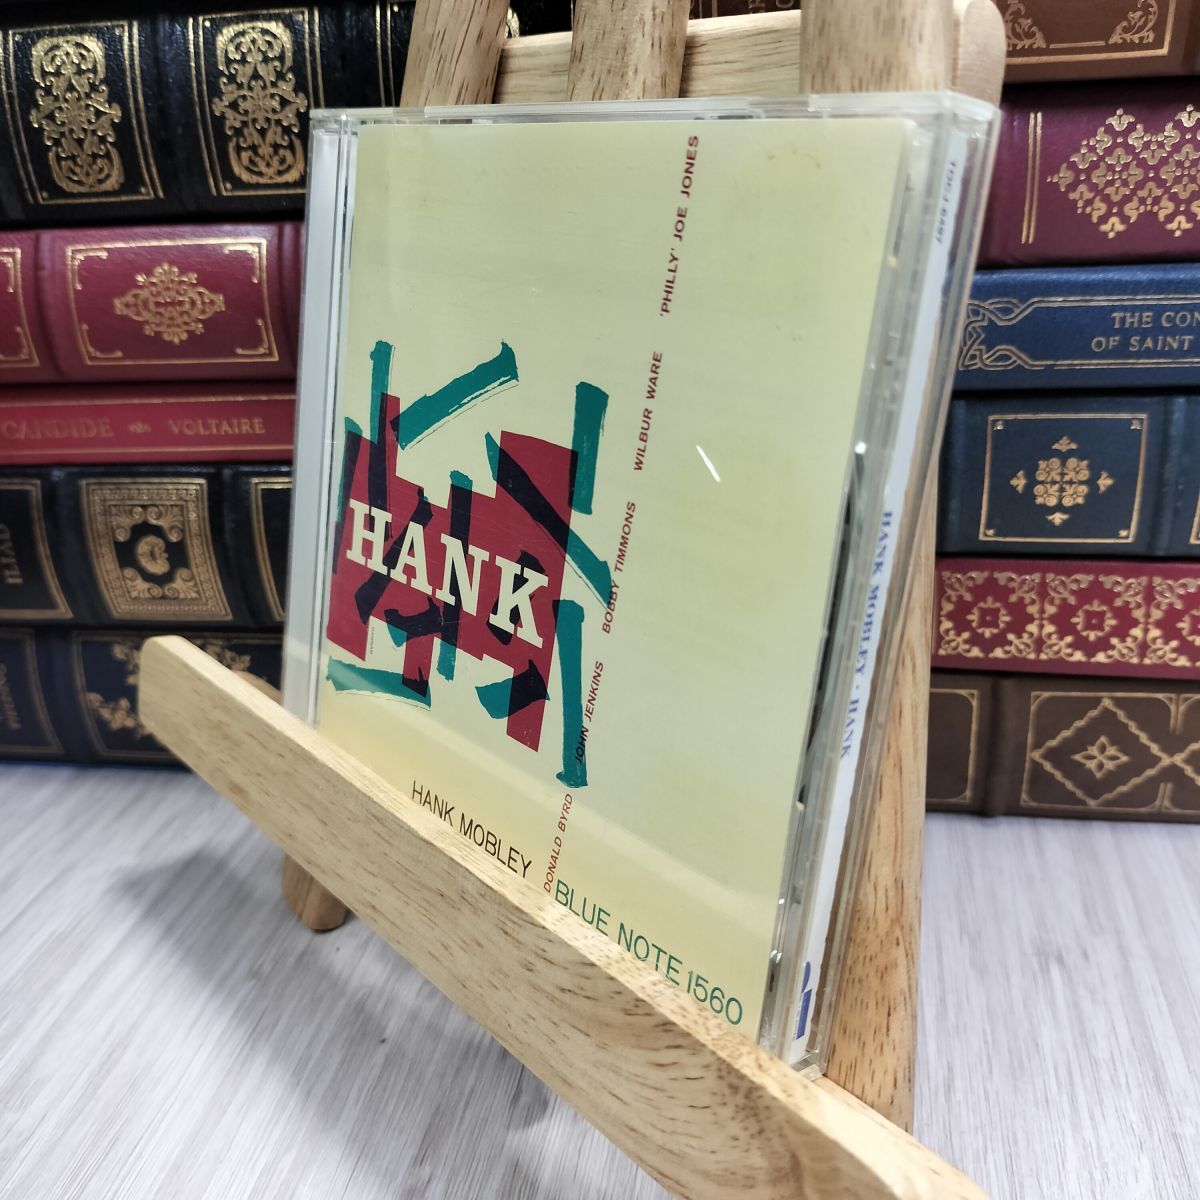 HANK
HANK MOBLEY
BLUE NOTE 1560
DONALD BYRD
JOHN JENKINS
BOBBY TIMMONS
WILBUR WARE
'PHILLY' JOE JONES
HANK MOBLEY · HANK
CANDIDE
VOLTAIRE
ILIAD
THE CON
OF SAINT